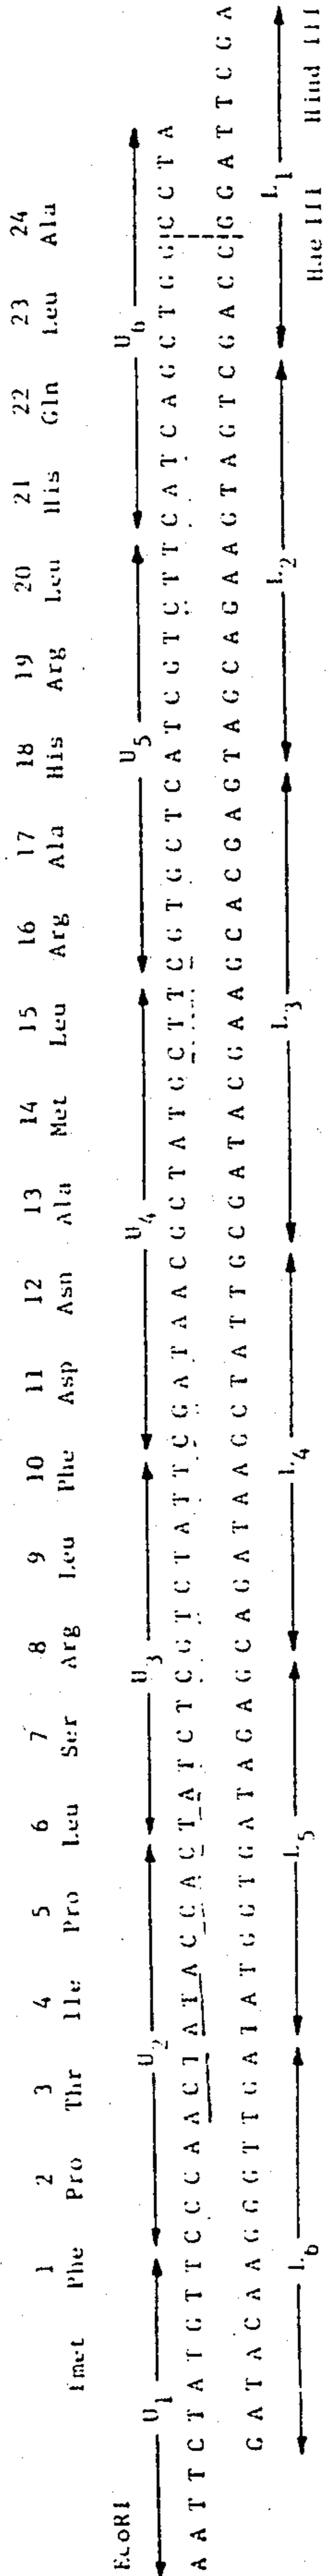 1 2 3 4 5 6 7 8 9 10 11 12 13 14 15 16 17 18 19 20 21 22 23 24
fmet Phe Pro Thr Ile Pro Leu Ser Arg Leu Phe Asp Asn Ala Met Leu Arg Ala His Arg Leu His Gln Leu Ala
EcoRI
U1 U2 U3 U4 U5 U6
A A T T C T A T G T T C C C A A C T A T A C C A C T A T C T C G T C T A T T C G A T A A C G C T A T G C T T C G T G C T C A T C G T C T T C A T C A G C T G G C C T A
G A T A C A A G G G T T G A T A T G G T G A T A G A G C A G A T A A G C T A T T G C G A T A C G A A G C A C G A G T A G C A G A A G T A G T C G A C C G G A T T C G A
L6 L5 L4 L3 L2 L1
Hae III Hind III